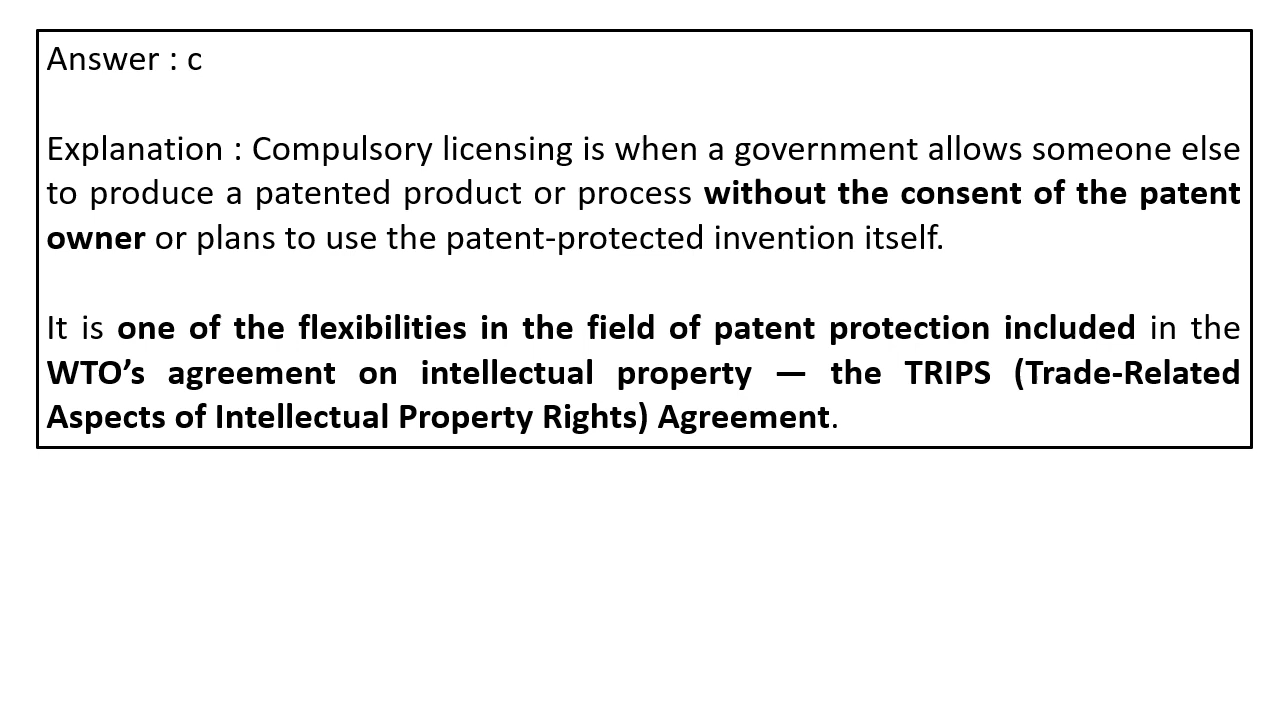 Answer : c
Explanation : Compulsory licensing is when a government allows someone else
to produce a patented product or process without the consent of the patent
owner or plans to use the patent-protected invention itself.
It is one of the flexibilities in the field of patent protection included in the
WTO’s agreement on intellectual property — the TRIPS (Trade-Related
Aspects of Intellectual Property Rights) Agreement.